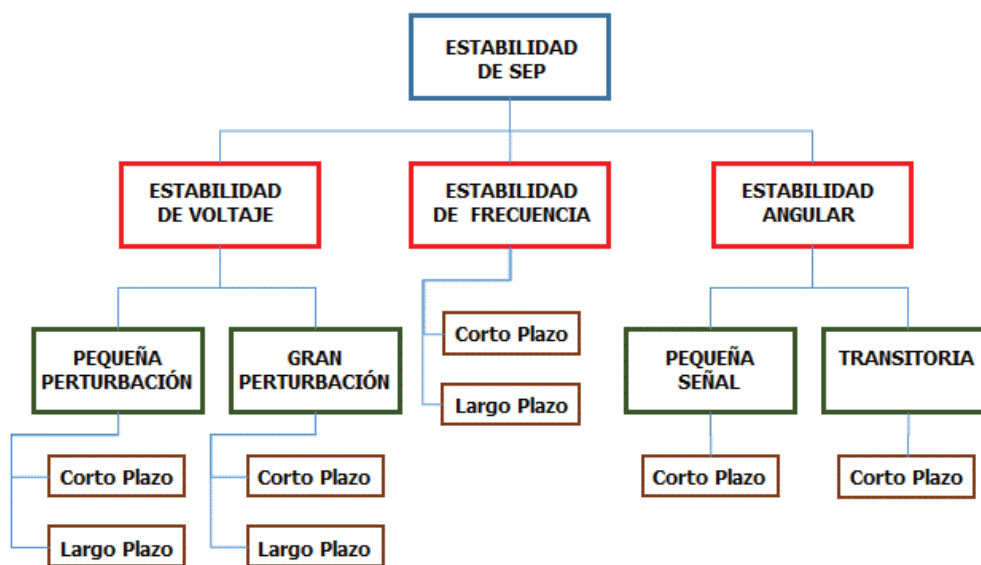 ESTABILIDAD
DE SEP
ESTABILIDAD
DE VOLTAJE
ESTABILIDAD
DE FRECUENCIA
ESTABILIDAD
ANGULAR
PEQUEÑA
PERTURBACIÓN
GRAN
PERTURBACIÓN
Corto Plazo
Largo Plazo
PEQUEÑA
SEÑAL
TRANSITORIA
Corto Plazo
Largo Plazo
Corto Plazo
Largo Plazo
Corto Plazo
Corto Plazo